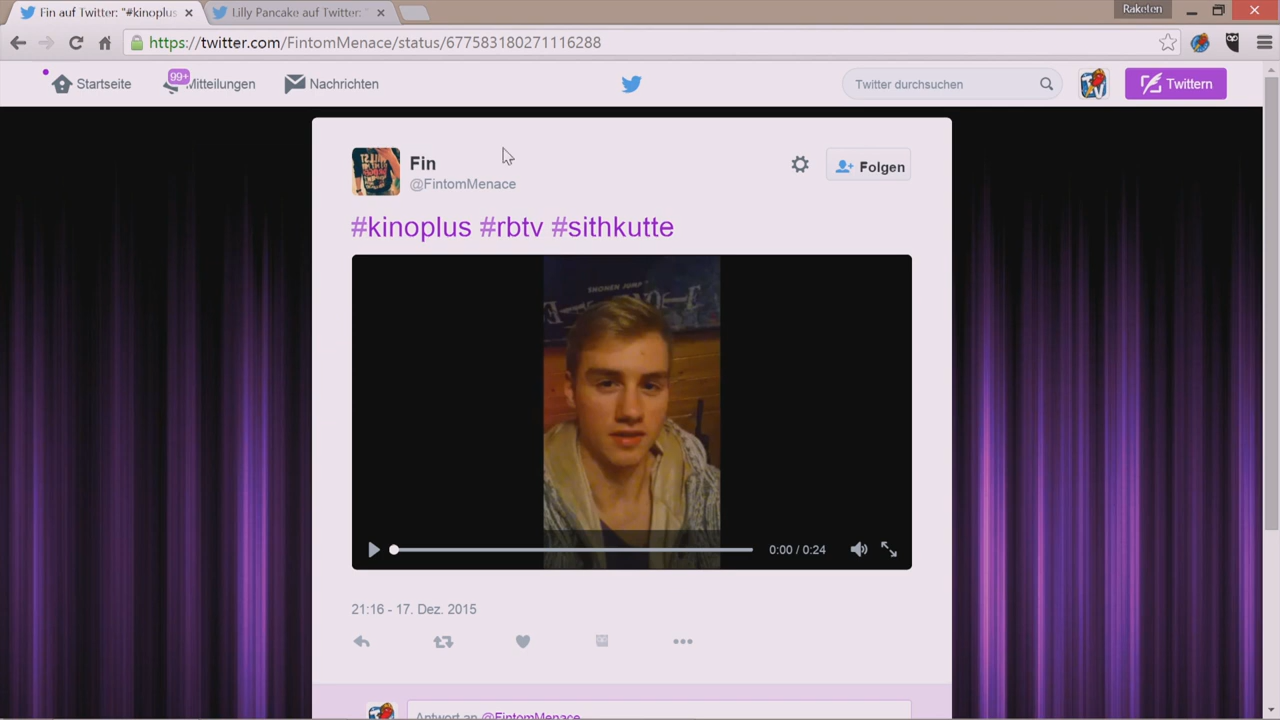 Fin auf Twitter: "#kinoplus
Lilly Pancake auf Twitter: "
Raketen
https://twitter.com/FintomMenace/status/677583180271116288
Startseite
99+
Mitteilungen
Nachrichten
Twitter durchsuchen
Twittern
Fin
@FintomMenace
Folgen
#kinoplus #rbtv #sithkutte
SHONEN JUMP
0:00 / 0:24
21:16 - 17. Dez. 2015
Antwort an @FintomMenace